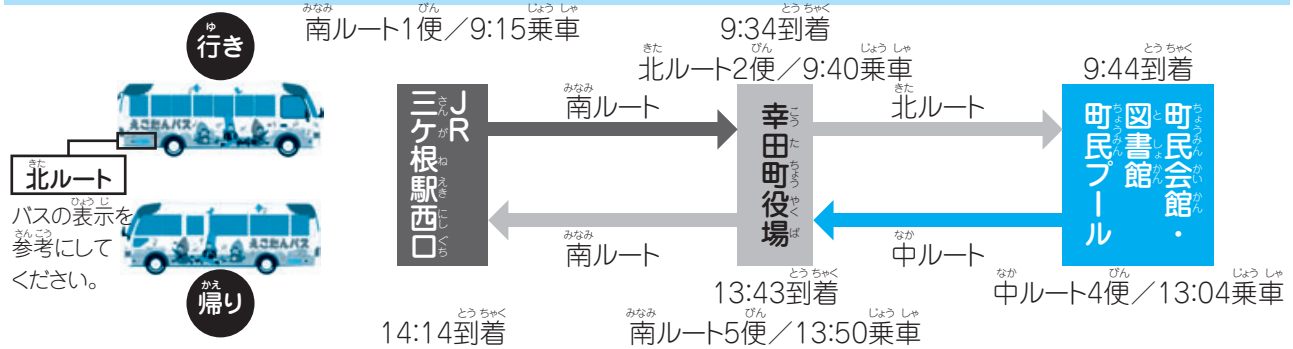 行き
南ルート1便／9:15乗車
9:34到着
北ルート2便／9:40乗車
9:44到着
JR
三ケ根駅西口
南ルート
幸田町役場
北ルート
町民会館・
図書館
町民プール
えこたんバス
北ルート
バスの表示を
参考にして
ください。
えこたんバス
帰り
南ルート
中ルート
13:43到着
中ルート4便／13:04乗車
14:14到着
南ルート5便／13:50乗車